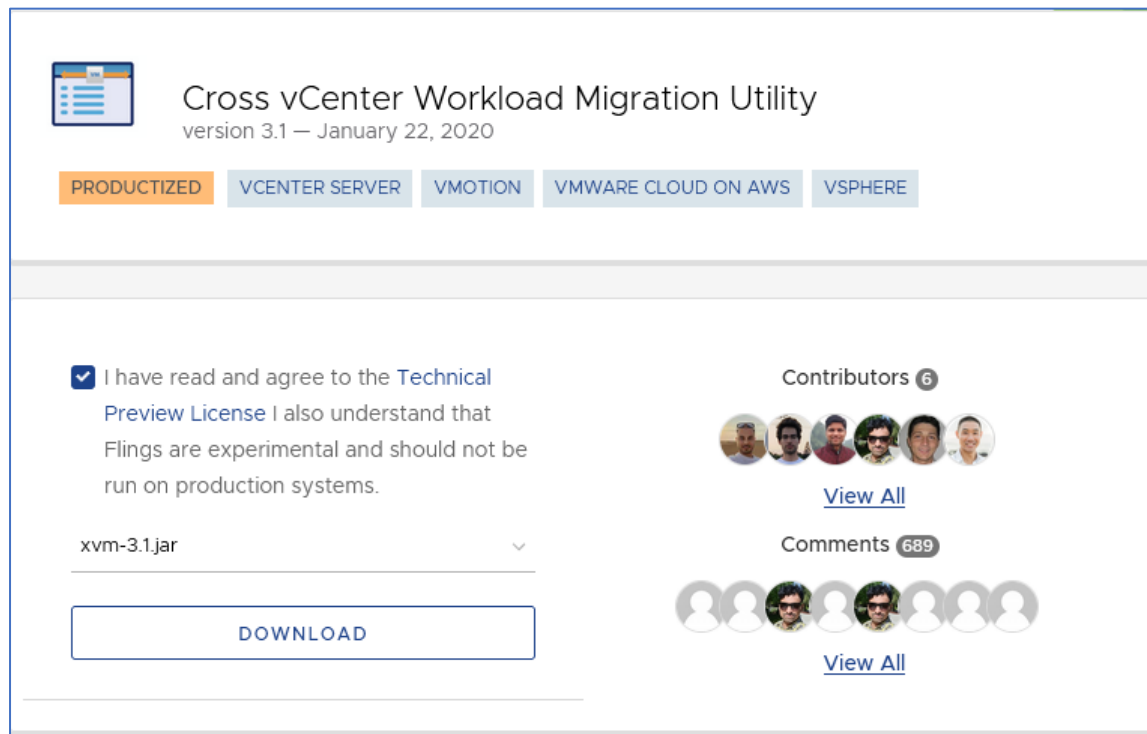 Cross vCenter Workload Migration Utility
version 3.1 — January 22, 2020
PRODUCTIZED VCENTER SERVER VMOTION VMWARE CLOUD ON AWS VSPHERE
I have read and agree to the Technical
Preview License I also understand that
Flings are experimental and should not be
run on production systems.
xvm-3.1.jar
DOWNLOAD
Contributors 6
View All
Comments 689
View All